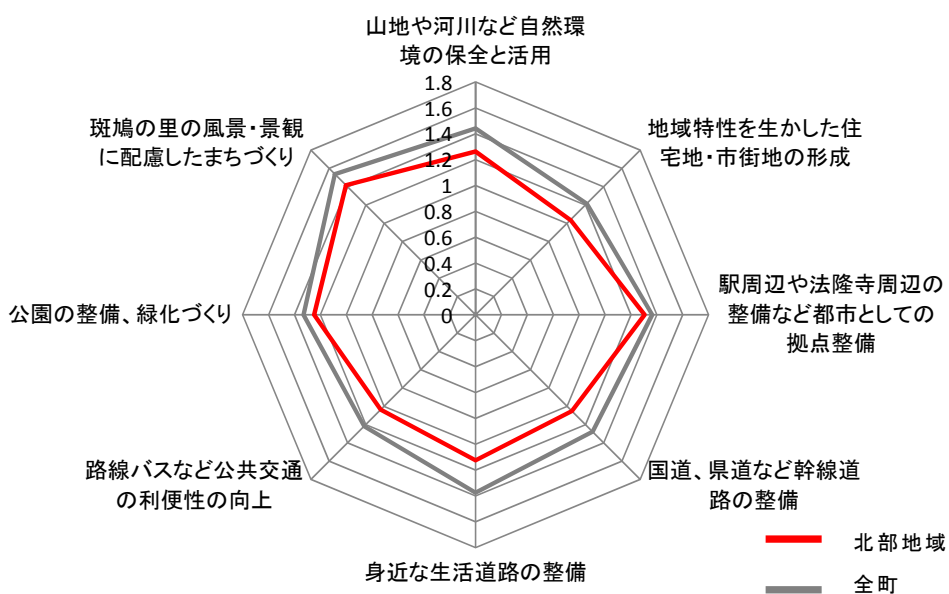 山地や河川など自然環
境の保全と活用
地域特性を生かした住
宅地・市街地の形成
駅周辺や法隆寺周辺の
整備など都市としての
拠点整備
国道、県道など幹線道
路の整備
身近な生活道路の整備
路線バスなど公共交通
の利便性の向上
公園の整備、緑化づくり
斑鳩の里の風景・景観
に配慮したまちづくり
1.8
1.6
1.4
1.2
1
0.8
0.6
0.4
0.2
0
北部地域
全町